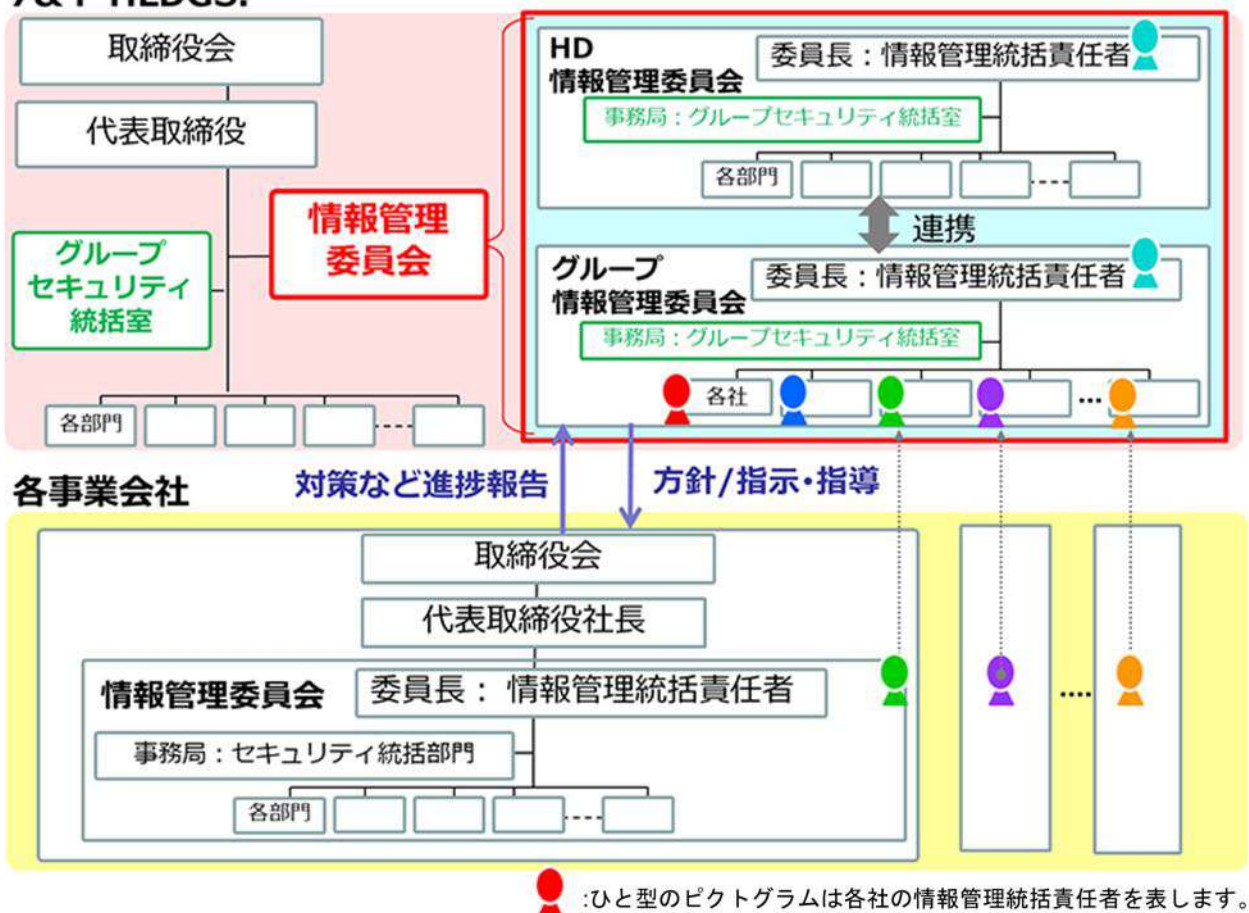 7&i HLDGS.
取締役会
代表取締役
グループ
セキュリティ
統括室
情報管理
委員会
各部門
HD
情報管理委員会
委員長：情報管理統括責任者
事務局：グループセキュリティ統括室
各部門
連携
グループ
情報管理委員会
委員長：情報管理統括責任者
事務局：グループセキュリティ統括室
各社
...
対策など進捗報告
方針/指示・指導
各事業会社
取締役会
代表取締役社長
情報管理委員会
委員長： 情報管理統括責任者
事務局：セキュリティ統括部門
各部門
....
:ひと型のピクトグラムは各社の情報管理統括責任者を表します。